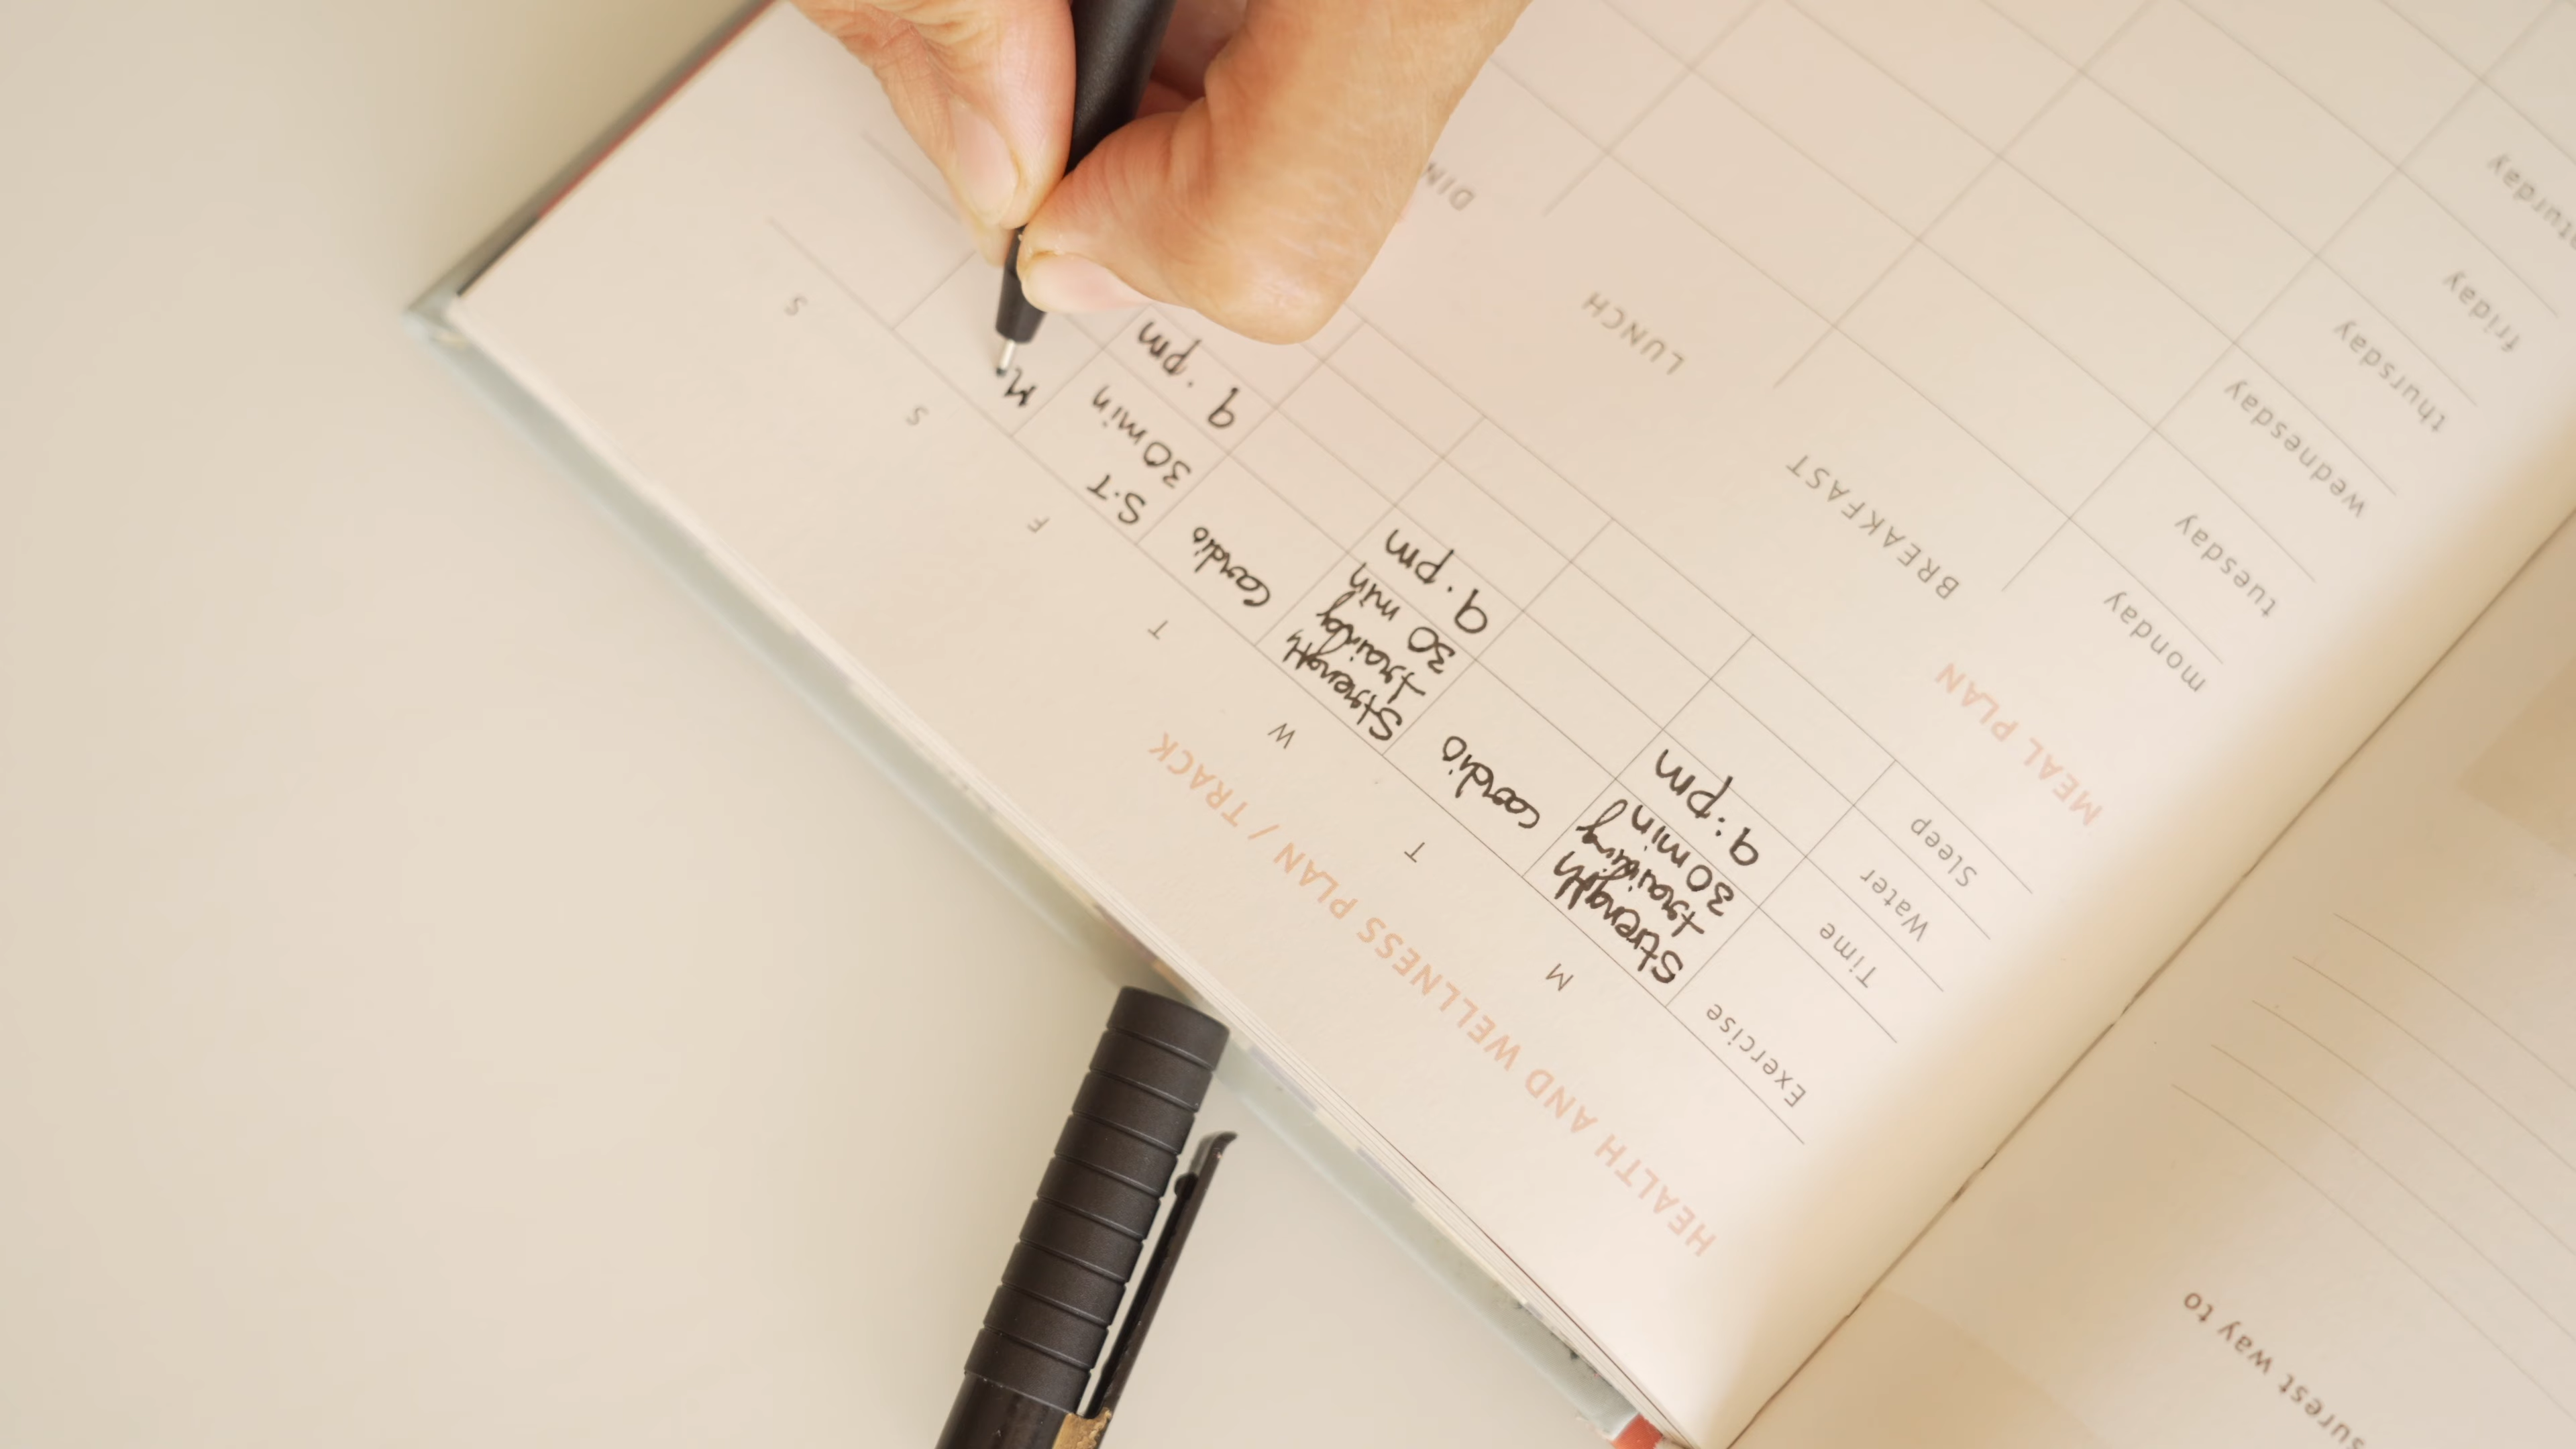 HEALTH AND WELLNESS PLAN / TRACK
M T W T F S S
Exercise
Strength
training
30 min
cardio
Strength
training
30 min
cardio
S.T
30 min
M
Time
9:pm
9.pm
9.pm
Water
Sleep
MEAL PLAN
BREAKFAST LUNCH
monday
tuesday
wednesday
thursday
friday
surest way to